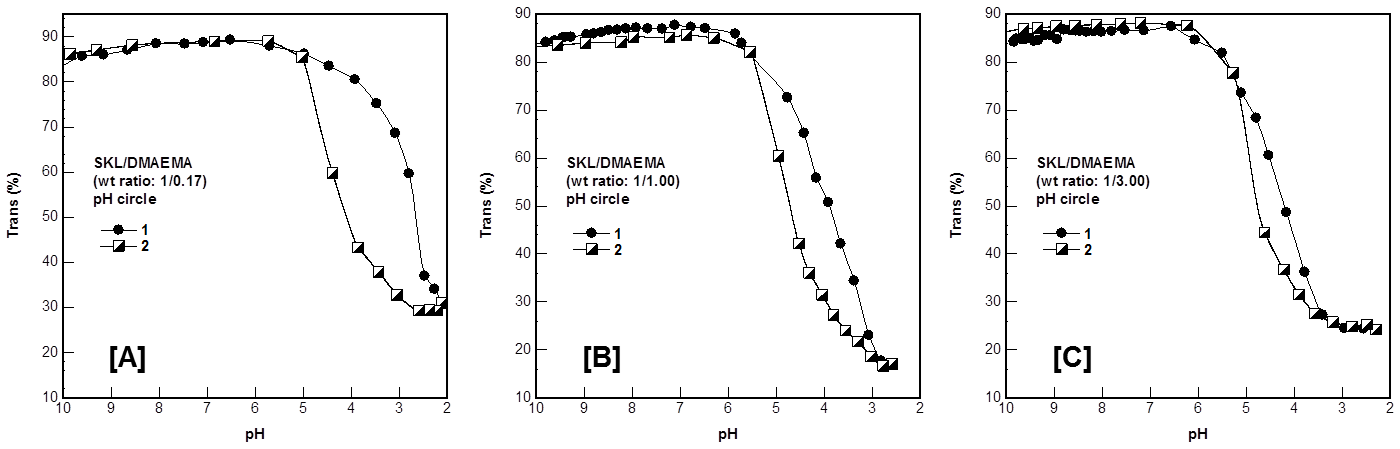 90
80
70
60
50
40
30
20
10
Trans (%)
SKL/DMAEMA
(wt ratio: 1/0.17)
pH circle
1
2
[A]
10 9 8 7 6 5 4 3 2
pH
90
80
70
60
50
40
30
20
10
Trans (%)
SKL/DMAEMA
(wt ratio: 1/1.00)
pH circle
1
2
[B]
10 9 8 7 6 5 4 3 2
pH
90
80
70
60
50
40
30
20
10
Trans (%)
SKL/DMAEMA
(wt ratio: 1/3.00)
pH circle
1
2
[C]
10 9 8 7 6 5 4 3 2
pH